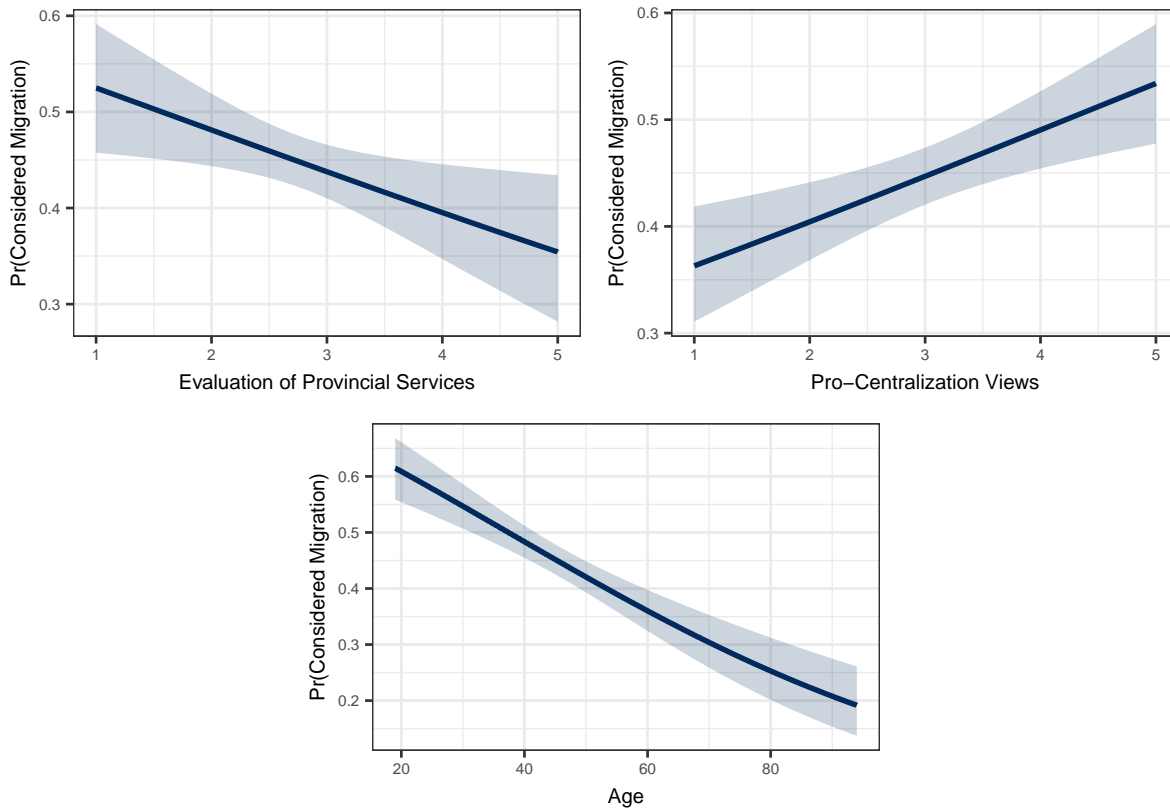 Pr(Considered Migration)
0.6
0.5
0.4
0.3
1 2 3 4 5
Evaluation of Provincial Services
Pr(Considered Migration)
0.6
0.5
0.4
0.3
1 2 3 4 5
Pro−Centralization Views
Pr(Considered Migration)
0.6
0.5
0.4
0.3
0.2
20 40 60 80
Age